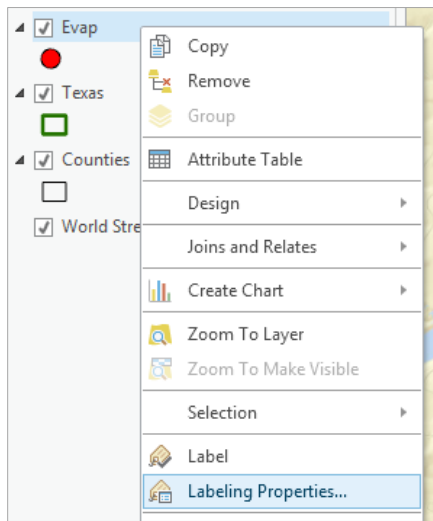 Evap
Texas
Counties
World Stre
Copy
Remove
Group
Attribute Table
Design
Joins and Relates
Create Chart
Zoom To Layer
Zoom To Make Visible
Selection
Label
Labeling Properties...